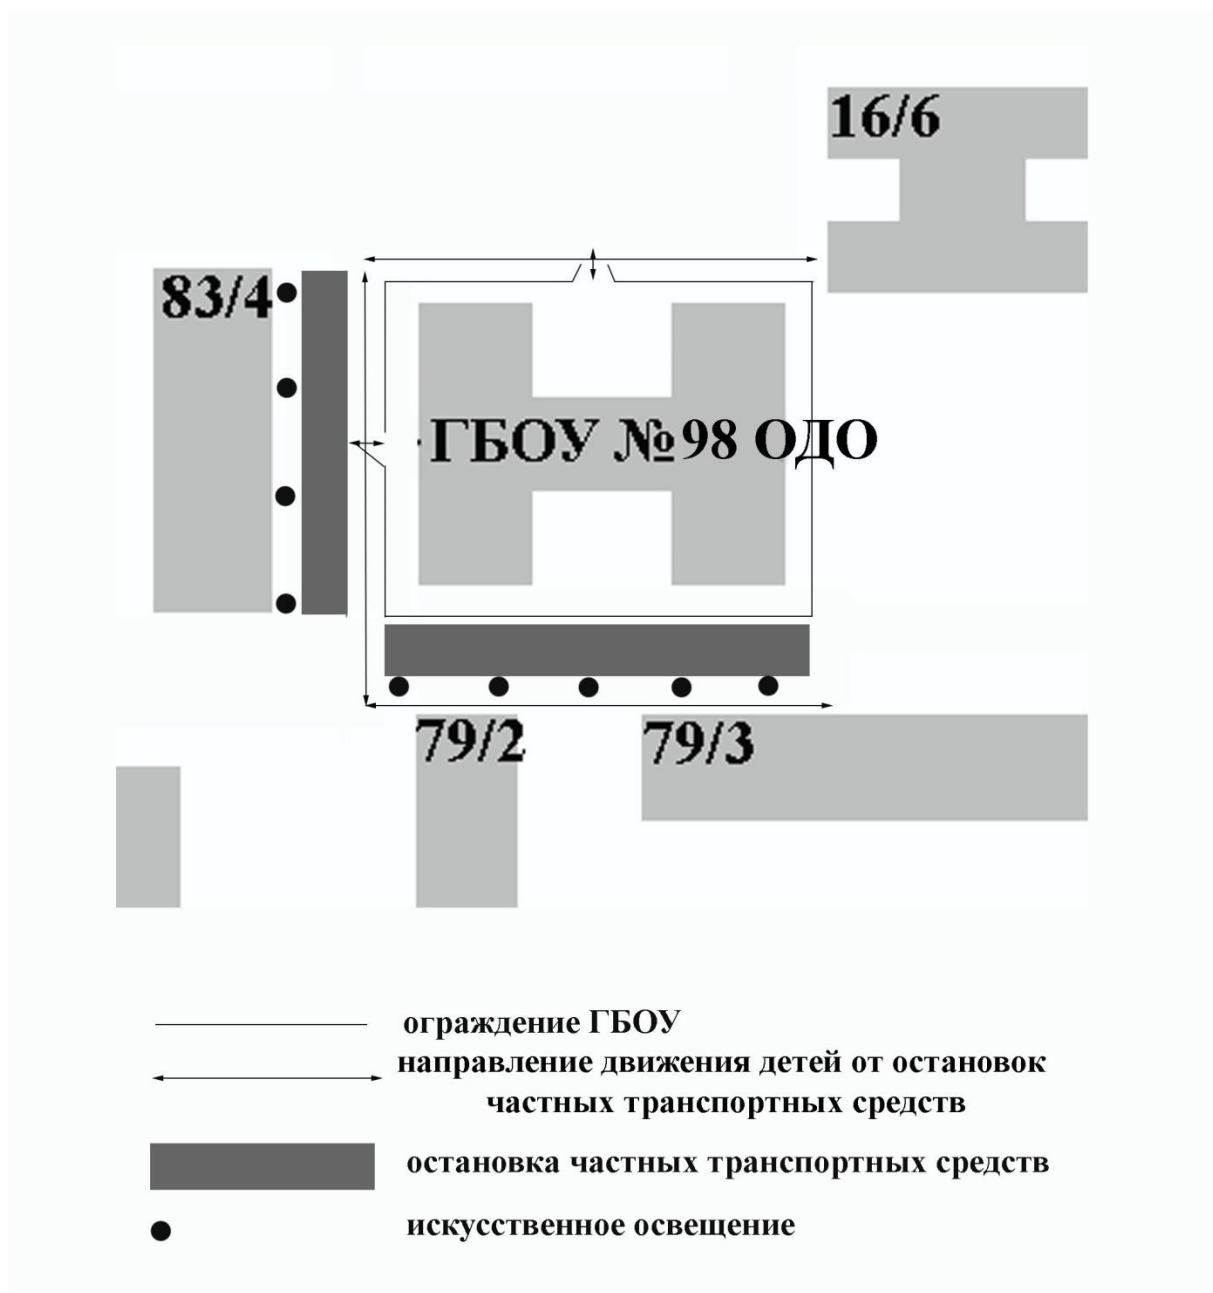 16/6
83/4
ГБОУ №98 ОДО
79/2
79/3
ограждение ГБОУ
направление движения детей от остановок
частных транспортных средств
остановка частных транспортных средств
искусственное освещение